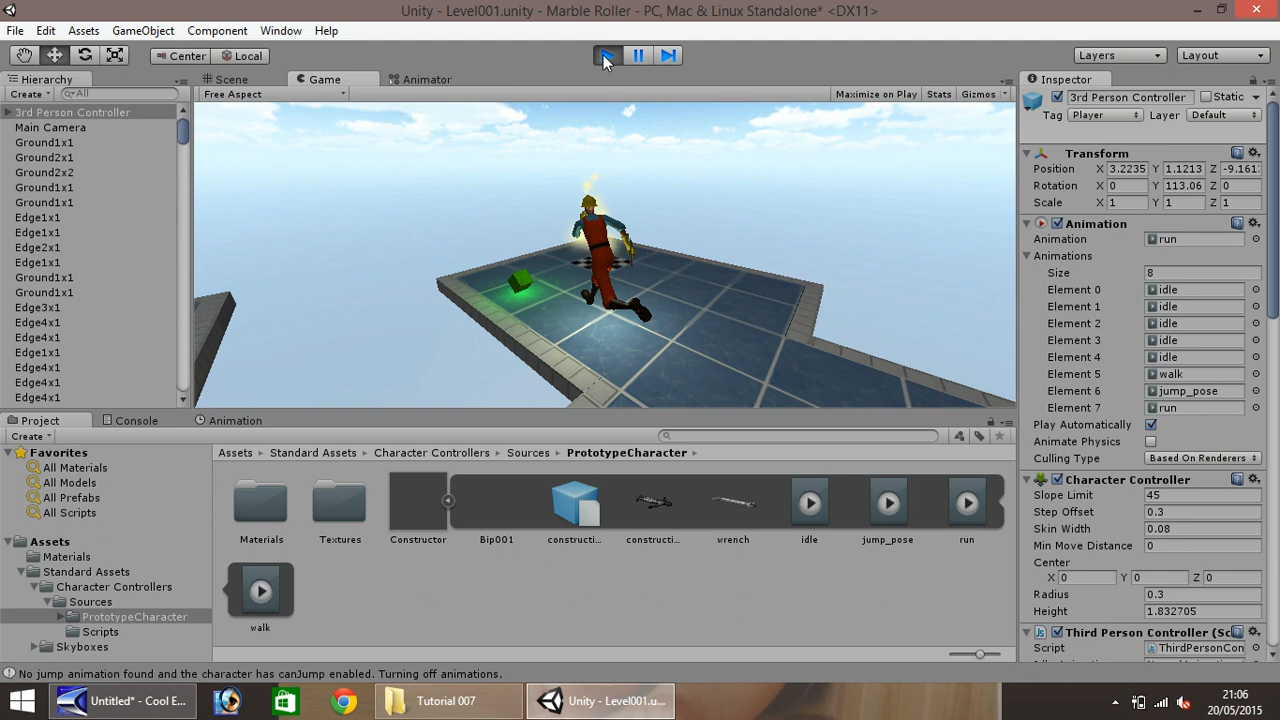 Unity - Level001.unity - Marble Roller - PC, Mac & Linux Standalone* <DX11>
File Edit Assets GameObject Component Window Help
Center Local Layers Layout
Hierarchy Scene Game Animator Inspector
Create All Free Aspect Maximize on Play Stats Gizmos 3rd Person Controller Static
3rd Person Controller
Tag Player Layer Default
Main Camera
Ground1x1
Ground2x1
Ground2x2
Ground1x1
Ground1x1
Edge1x1
Edge1x1
Edge2x1
Edge1x1
Ground1x1
Ground1x1
Edge3x1
Edge4x1
Edge4x1
Edge1x1
Edge4x1
Edge4x1
Edge4x1
Transform
Position X 3.2235 Y 1.1213 Z -9.161
Rotation X 0 Y 113.06 Z 0
Scale X 1 Y 1 Z 1
Animation
Animation run
Animations
Size 8
Element 0 idle
Element 1 idle
Element 2 idle
Element 3 idle
Element 4 idle
Element 5 walk
Element 6 jump_pose
Element 7 run
Play Automatically
Animate Physics
Culling Type Based On Renderers
Character Controller
Slope Limit 45
Step Offset 0.3
Skin Width 0.08
Min Move Distance 0
Center
X 0 Y 0 Z 0
Radius 0.3
Height 1.832705
Third Person Controller (Sc
Script ThirdPersonCon
Project Console Animation
Create
Favorites
All Materials
All Models
All Prefabs
All Scripts
Assets
Materials
Standard Assets
Character Controllers
Sources
PrototypeCharacter
Scripts
Skyboxes
Assets Standard Assets Character Controllers Sources PrototypeCharacter
Materials Textures Constructor Bip001 constructi... constructi... wrench idle jump_pose run
walk
No jump animation found and the character has canJump enabled. Turning off animations.
Untitled* - Cool E... Tutorial 007 Unity - Level001.u...
21:06
20/05/2015